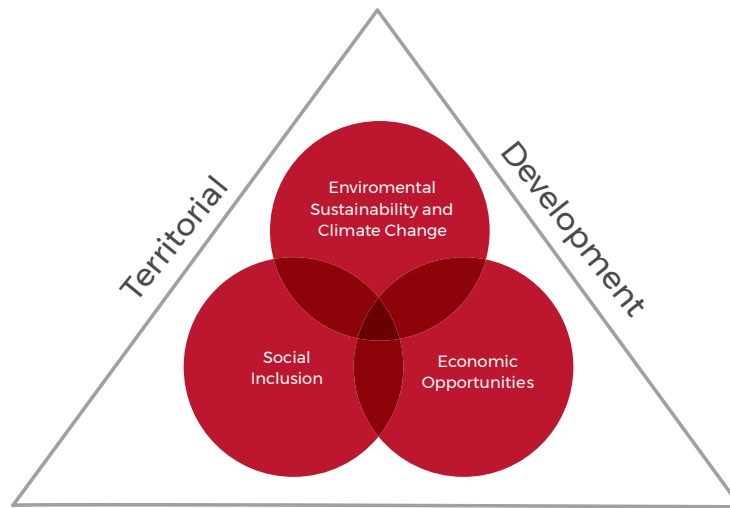 Territorial
Development
Enviromental
Sustainability and
Climate Change
Social
Inclusion
Economic
Opportunities